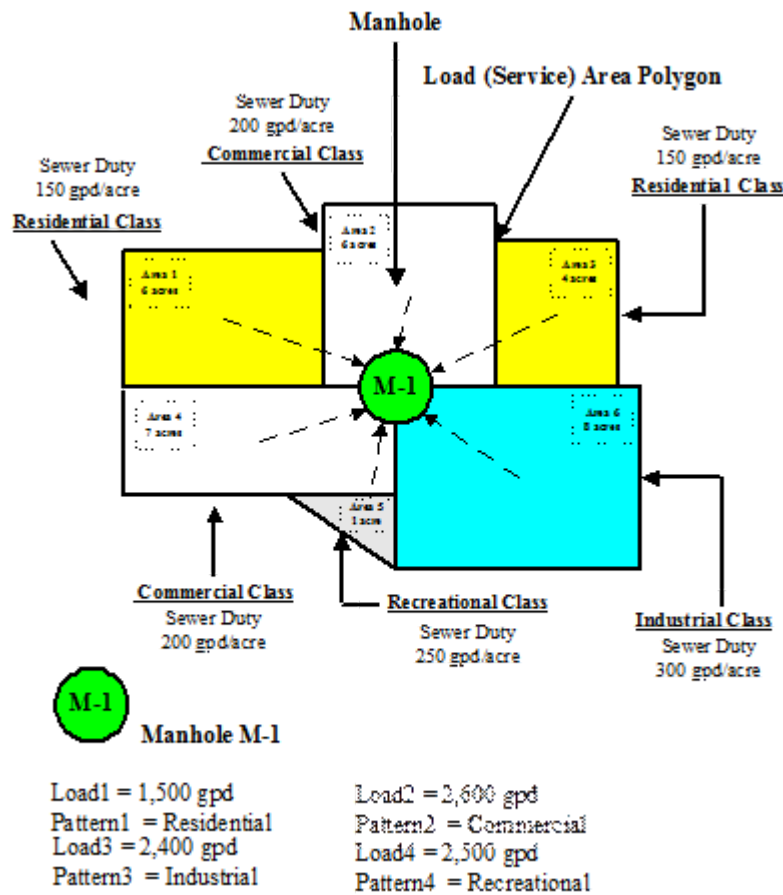 Manhole
Load (Service) Area Polygon
Sewer Duty
200 gpd/acre
Commercial Class
Sewer Duty
150 gpd/acre
Residential Class
Sewer Duty
150 gpd/acre
Residential Class
Area 1
6 acres
Area 2
6 acres
Area 3
4 acres
M-1
Area 4
7 acres
Area 6
8 acres
Area 5
1 acre
Commercial Class
Sewer Duty
200 gpd/acre
Recreational Class
Sewer Duty
250 gpd/acre
Industrial Class
Sewer Duty
300 gpd/acre
M-1
Manhole M-1
Load1 = 1,500 gpd
Pattern1 = Residential
Load3 = 2,400 gpd
Pattern3 = Industrial
Load2 = 2,600 gpd
Pattern2 = Commercial
Load4 = 2,500 gpd
Pattern4 = Recreational